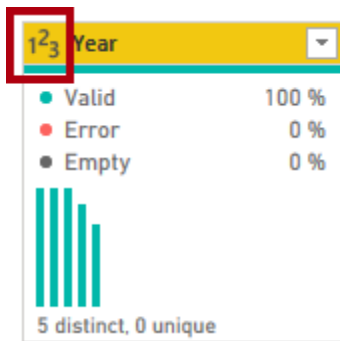 123 Year
Valid 100 %
Error 0 %
Empty 0 %
5 distinct, 0 unique